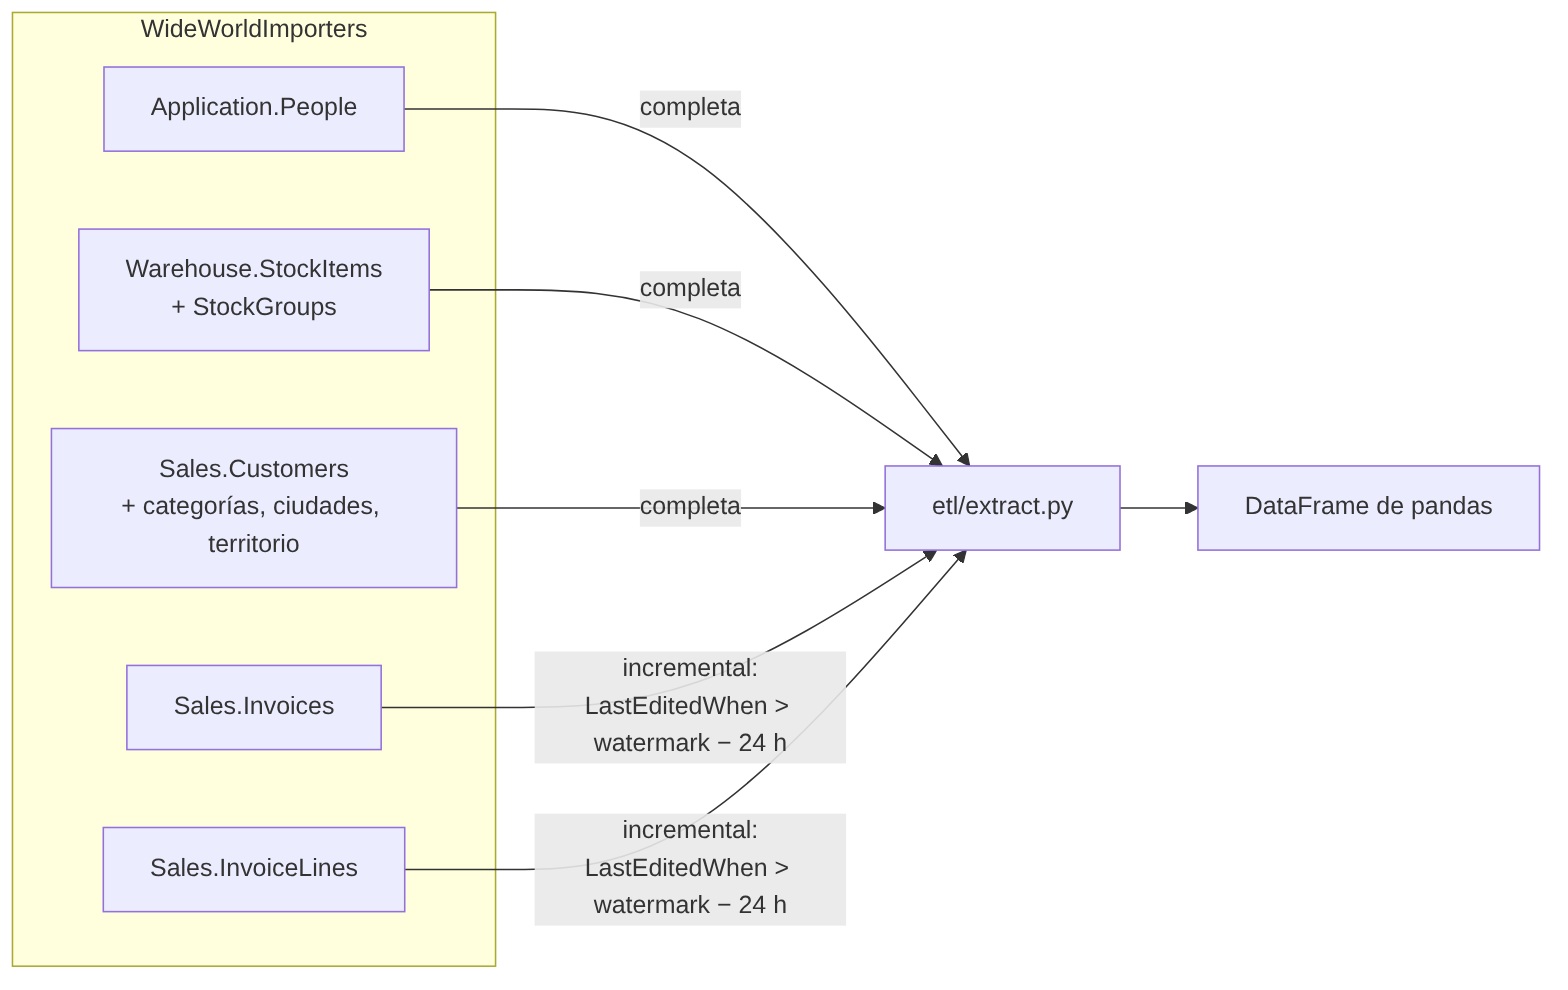 WideWorldImporters
Application.People
completa
Warehouse.StockItems
+ StockGroups
completa
Sales.Customers
+ categorías, ciudades,
territorio
completa
etl/extract.py
DataFrame de pandas
Sales.Invoices
incremental:
LastEditedWhen >
watermark − 24 h
Sales.InvoiceLines
incremental:
LastEditedWhen >
watermark − 24 h